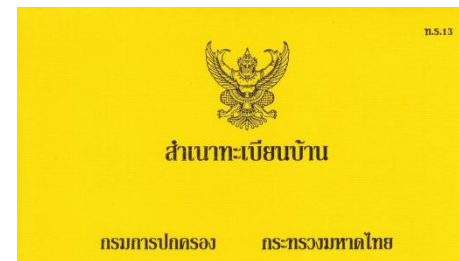 ท.ร.13
สำเนาทะเบียนบ้าน
กรมการปกครอง กระทรวงมหาดไทย